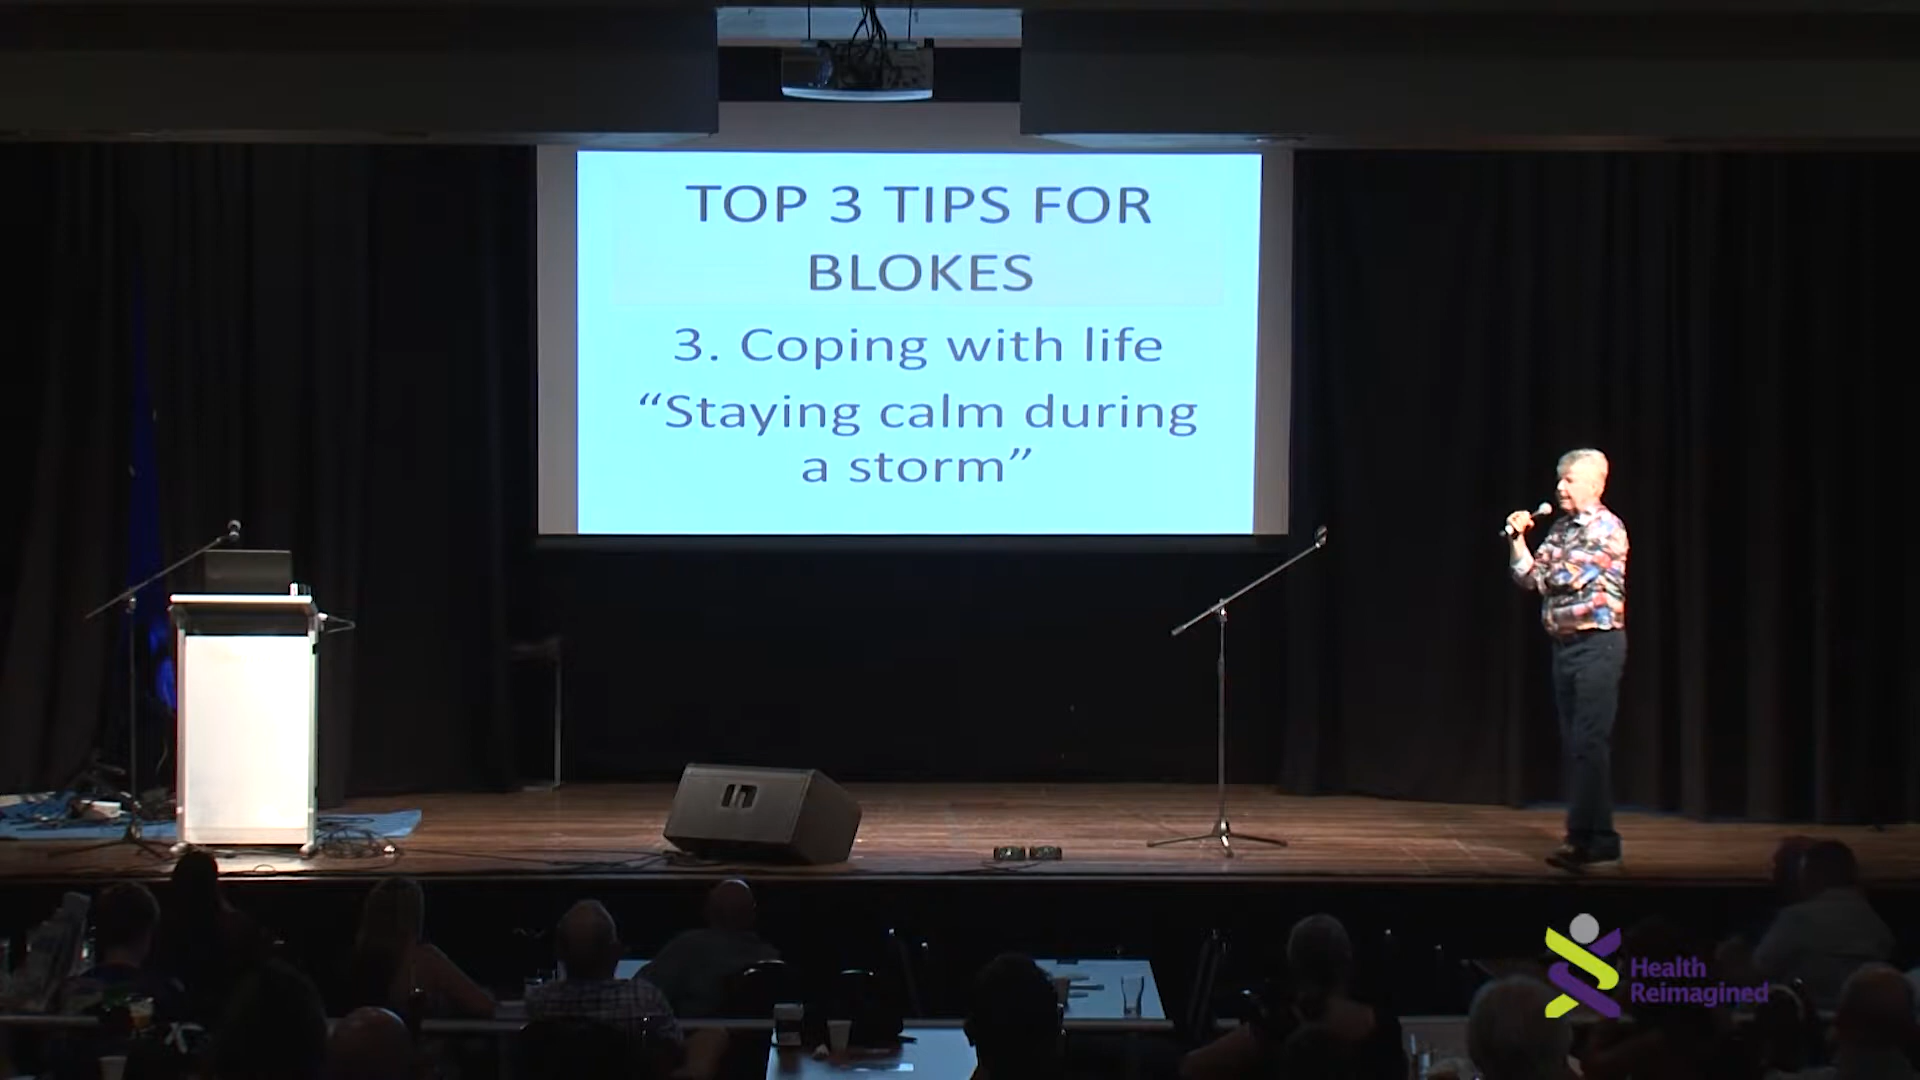 TOP 3 TIPS FOR
BLOKES
3. Coping with life
“Staying calm during
a storm”
Health
Reimagined